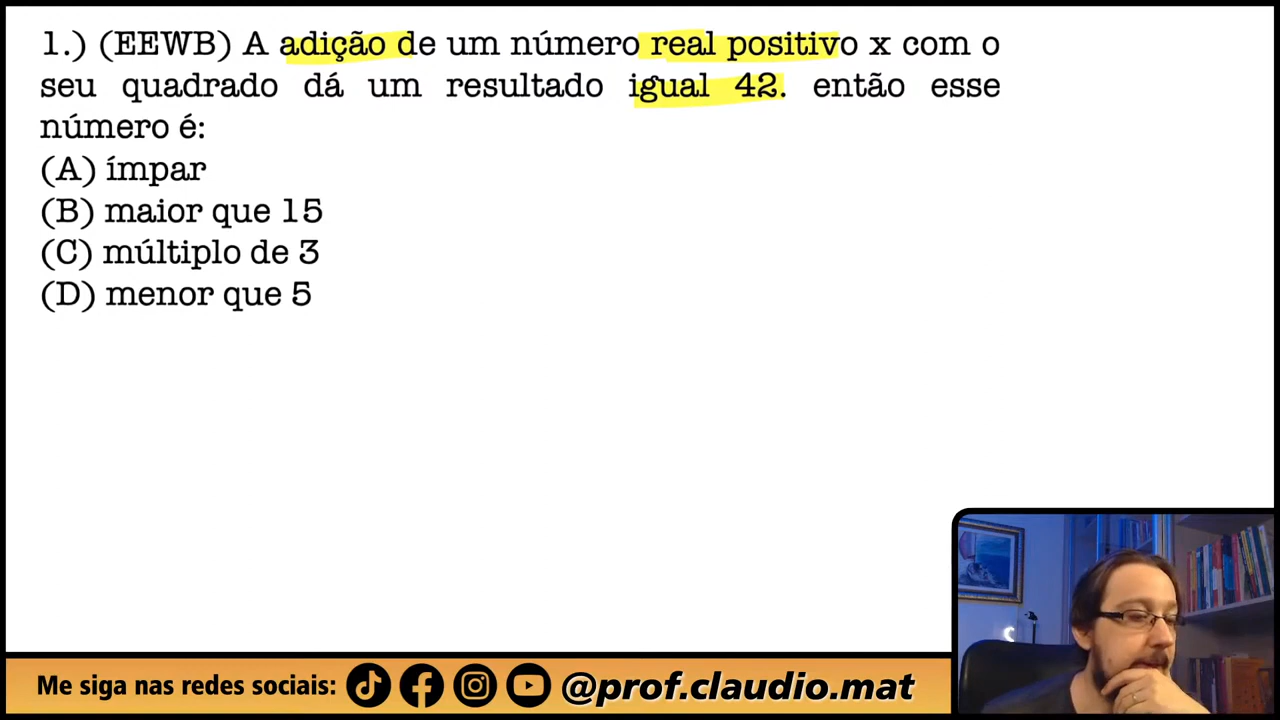 1.) (EEWB) A adição de um número real positivo x com o
seu quadrado dá um resultado igual 42. então esse
número é:
(A) ímpar
(B) maior que 15
(C) múltiplo de 3
(D) menor que 5
Me siga nas redes sociais: @prof.claudio.mat